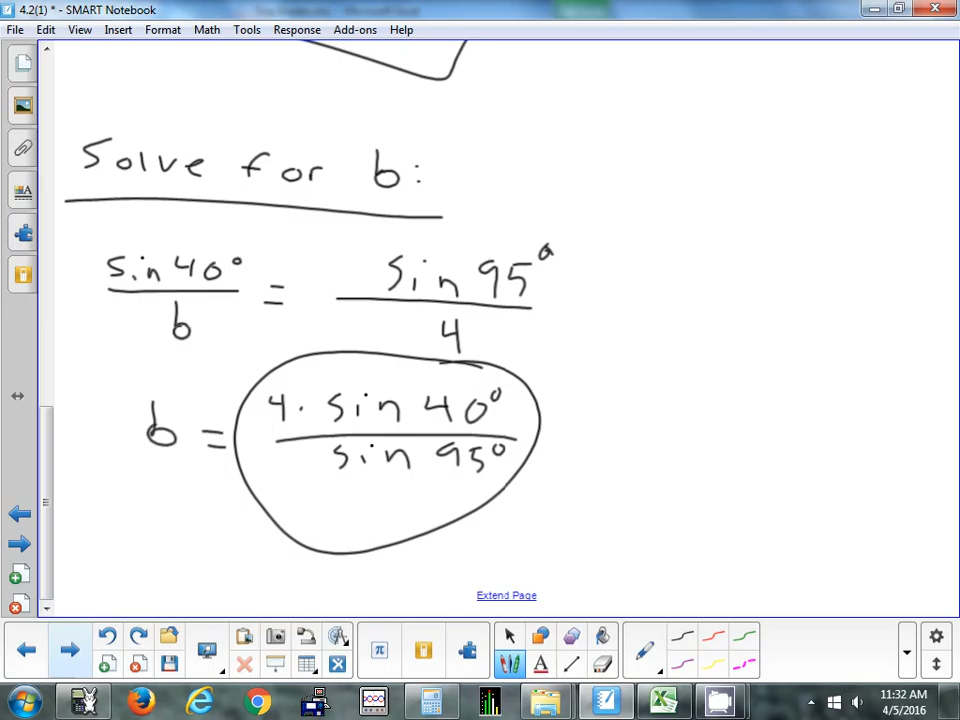 4.2(1) * - SMART Notebook
File Edit View Insert Format Math Tools Response Add-ons Help
Solve for b:
sin 40° = sin 95°
b 4
b = 4 · sin 40°
sin 95°
Extend Page
11:32 AM
4/5/2016